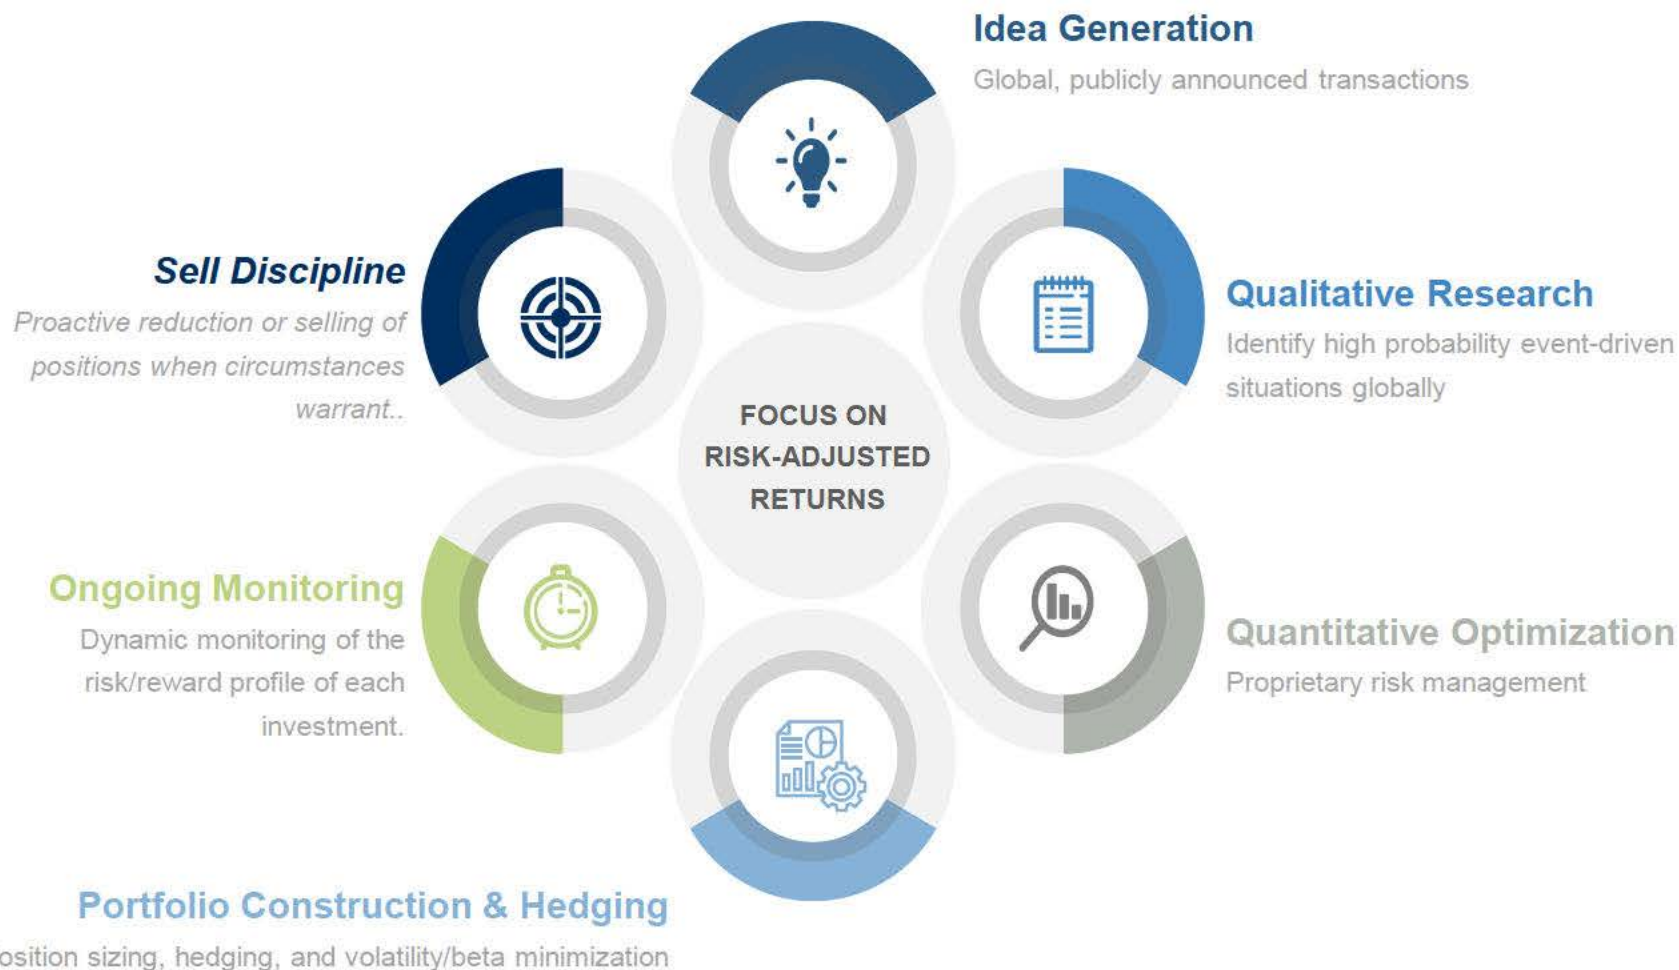 Idea Generation
Global, publicly announced transactions
Qualitative Research
Identify high probability event-driven
situations globally
Quantitative Optimization
Proprietary risk management
Portfolio Construction & Hedging
osition sizing, hedging, and volatility/beta minimization
Ongoing Monitoring
Dynamic monitoring of the
risk/reward profile of each
investment.
Sell Discipline
Proactive reduction or selling of
positions when circumstances
warrant..
FOCUS ON
RISK-ADJUSTED
RETURNS